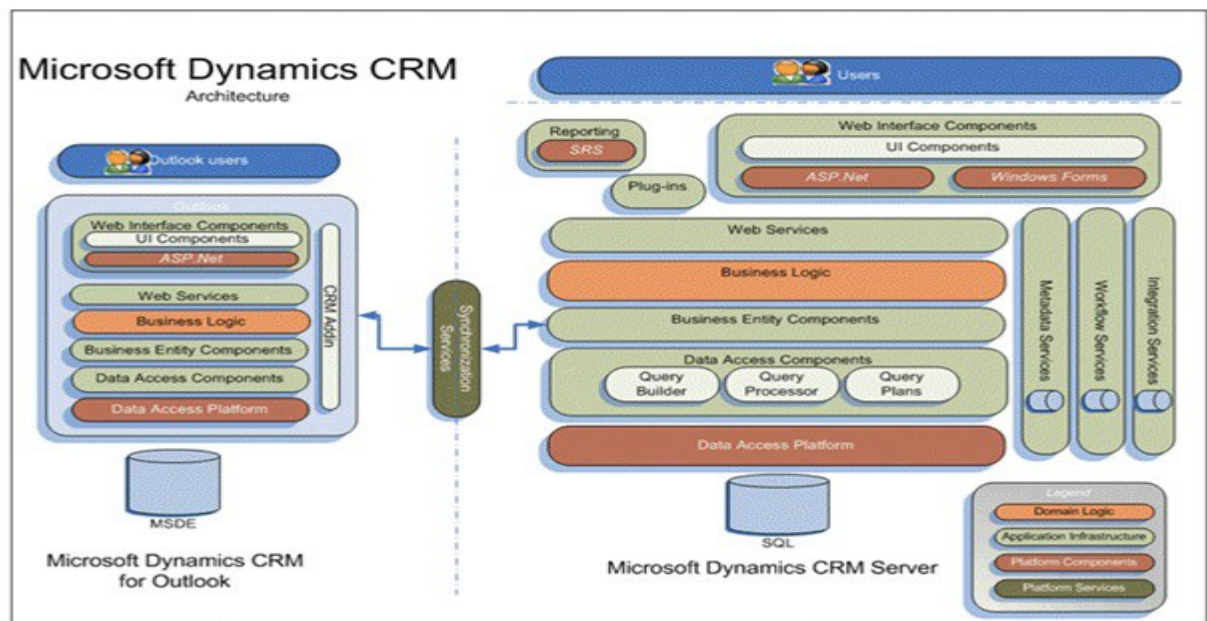 Microsoft Dynamics CRM
Architecture
Outlook users
Outlook
Web Interface Components
UI Components
ASP.Net
Web Services
Business Logic
Business Entity Components
Data Access Components
Data Access Platform
CRM Addin
MSDE
Microsoft Dynamics CRM
for Outlook
Synchronization
Services
Users
Reporting
SRS
Plug-ins
Web Interface Components
UI Components
ASP.Net
Windows Forms
Web Services
Business Logic
Business Entity Components
Data Access Components
Query
Builder
Query
Processor
Query
Plans
Data Access Platform
Metadata Services
Workflow Services
Integration Services
SQL
Microsoft Dynamics CRM Server
Legend
Domain Logic
Application Infrastructure
Platform Components
Platform Services